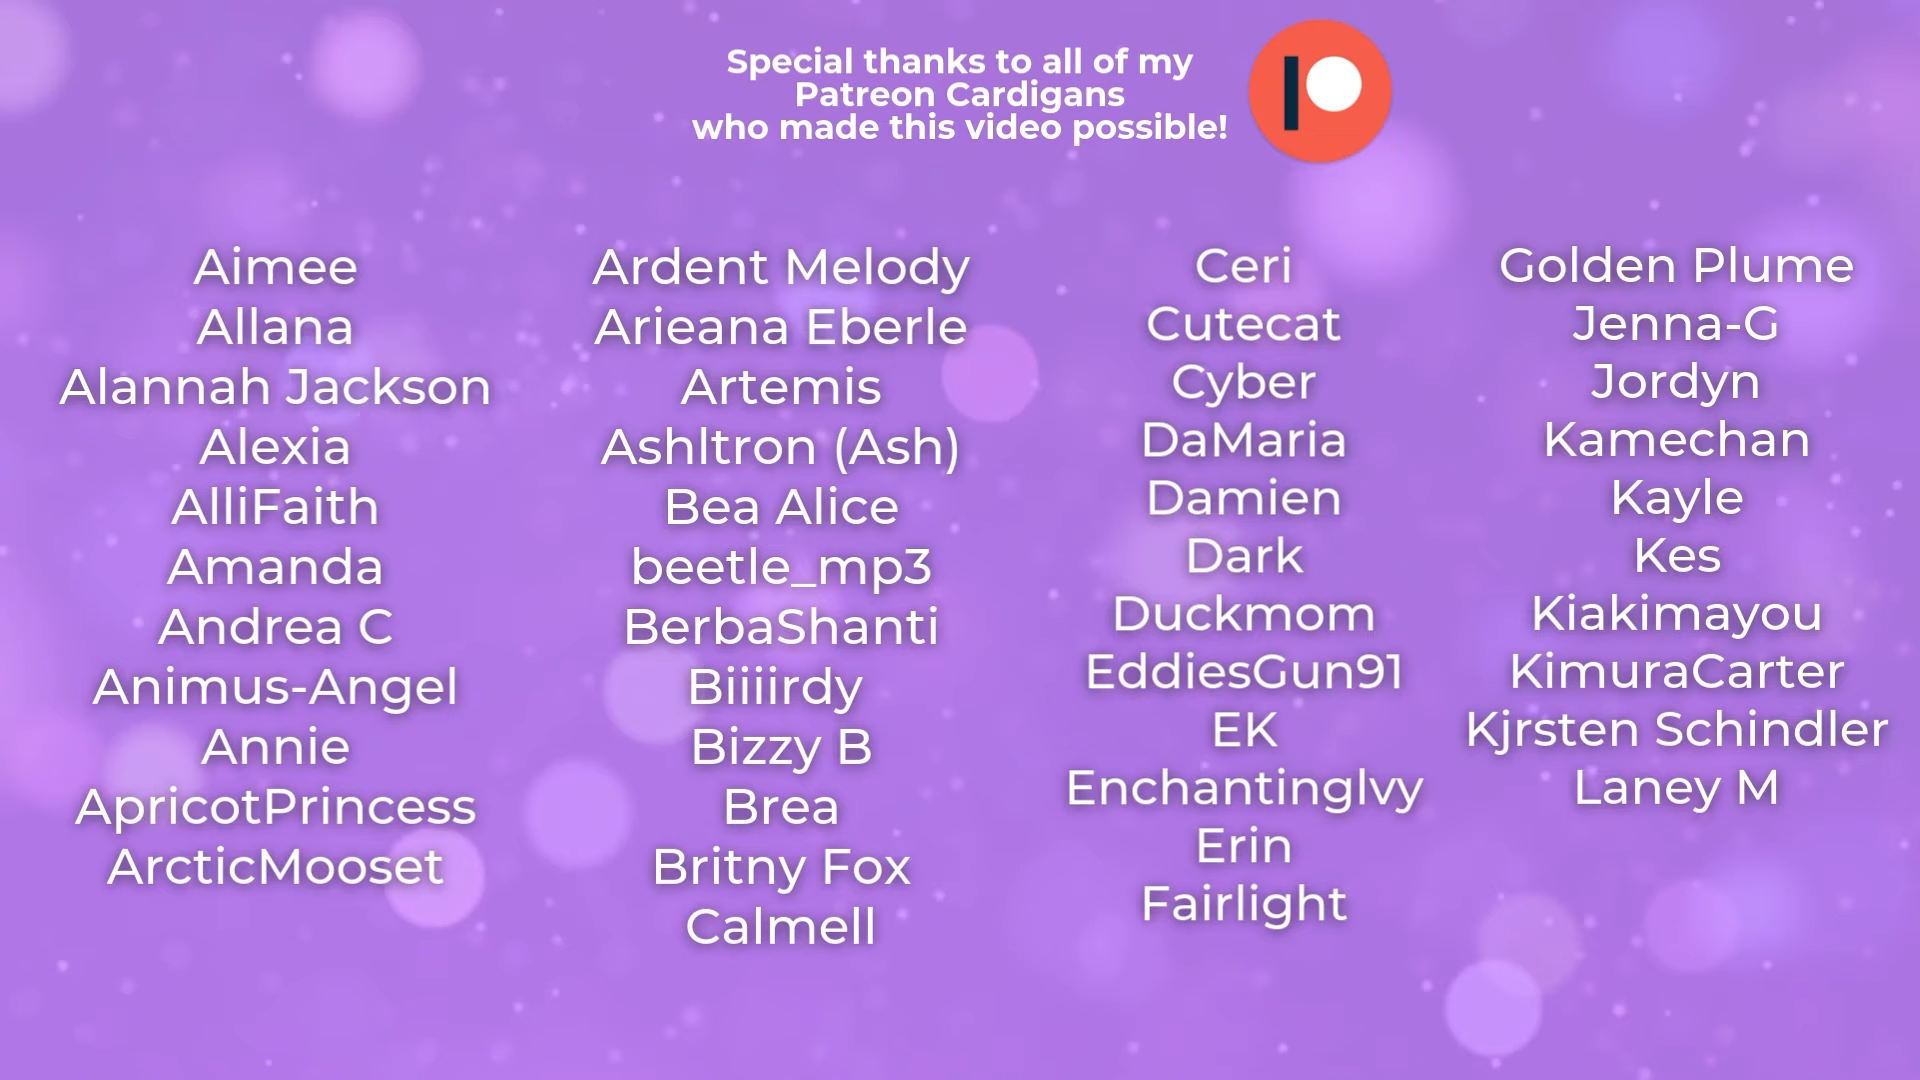 Special thanks to all of my
Patreon Cardigans
who made this video possible!
Aimee
Allana
Alannah Jackson
Alexia
AlliFaith
Amanda
Andrea C
Animus-Angel
Annie
ApricotPrincess
ArcticMooset
Ardent Melody
Arieana Eberle
Artemis
Ashltron (Ash)
Bea Alice
beetle_mp3
BerbaShanti
Biiiirdy
Bizzy B
Brea
Britny Fox
Calmell
Ceri
Cutecat
Cyber
DaMaria
Damien
Dark
Duckmom
EddiesGun91
EK
EnchantingIvy
Erin
Fairlight
Golden Plume
Jenna-G
Jordyn
Kamechan
Kayle
Kes
Kiakimayou
KimuraCarter
Kjrsten Schindler
Laney M